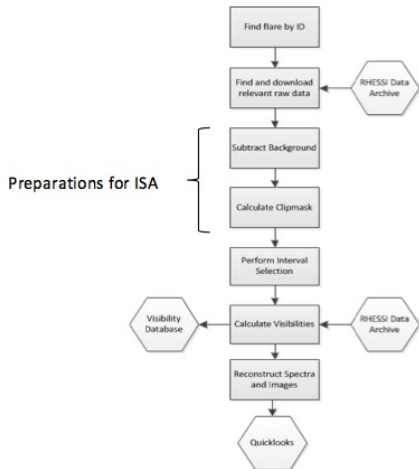 Find flare by ID
Find and download
relevant raw data
RHESSI Data
Archive
Subtract Background
Preparations for ISA
Calculate Clipmask
Perform Interval
Selection
Visibility
Database
Calculate Visibilities
RHESSI Data
Archive
Reconstruct Spectra
and Images
Quicklooks